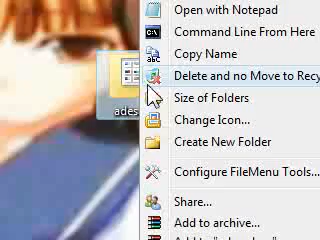 Open with Notepad
Command Line From Here
Copy Name
Delete and no Move to Recy
Size of Folders
Change Icon...
Create New Folder
Configure FileMenu Tools...
Share...
Add to archive...
ades